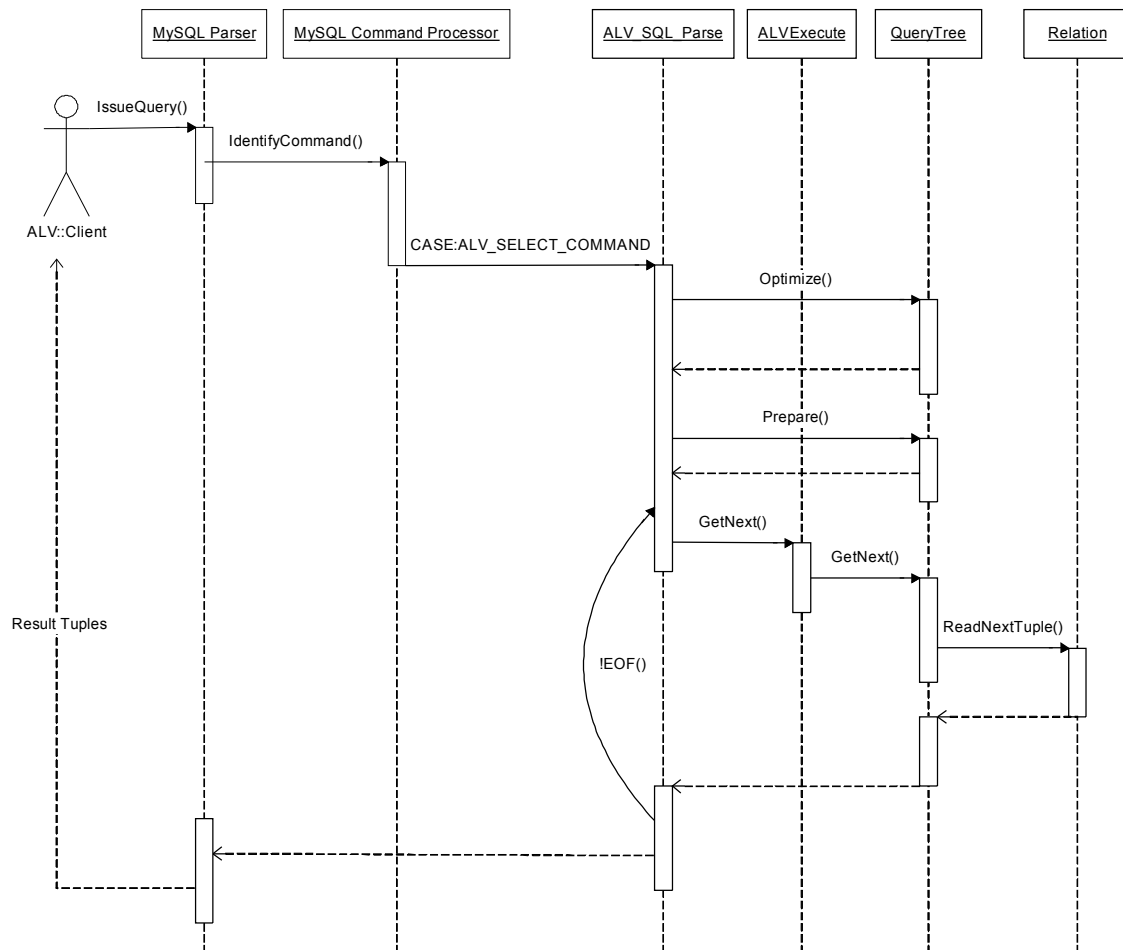 MySQL Parser
MySQL Command Processor
ALV_SQL_Parse
ALVExecute
QueryTree
Relation
IssueQuery()
IdentifyCommand()
ALV::Client
CASE:ALV_SELECT_COMMAND
Optimize()
Prepare()
GetNext()
GetNext()
Result Tuples
ReadNextTuple()
!EOF()